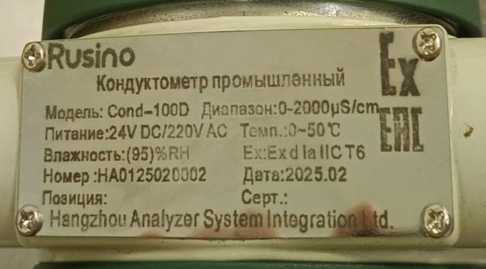 Rusino
Ex
Кондуктометр промышленный
Модель: Cond-100D Диапазон:0-2000µS/cm
EAC
Питание:24V DC/220V AC Темп.:0~50℃
Влажность:(95)%RH Ex:Ex d Ia IIC T6
Номер :HA0125020002 Дата:2025.02
Позиция: Серт.:
Hangzhou Analyzer System Integration Ltd.